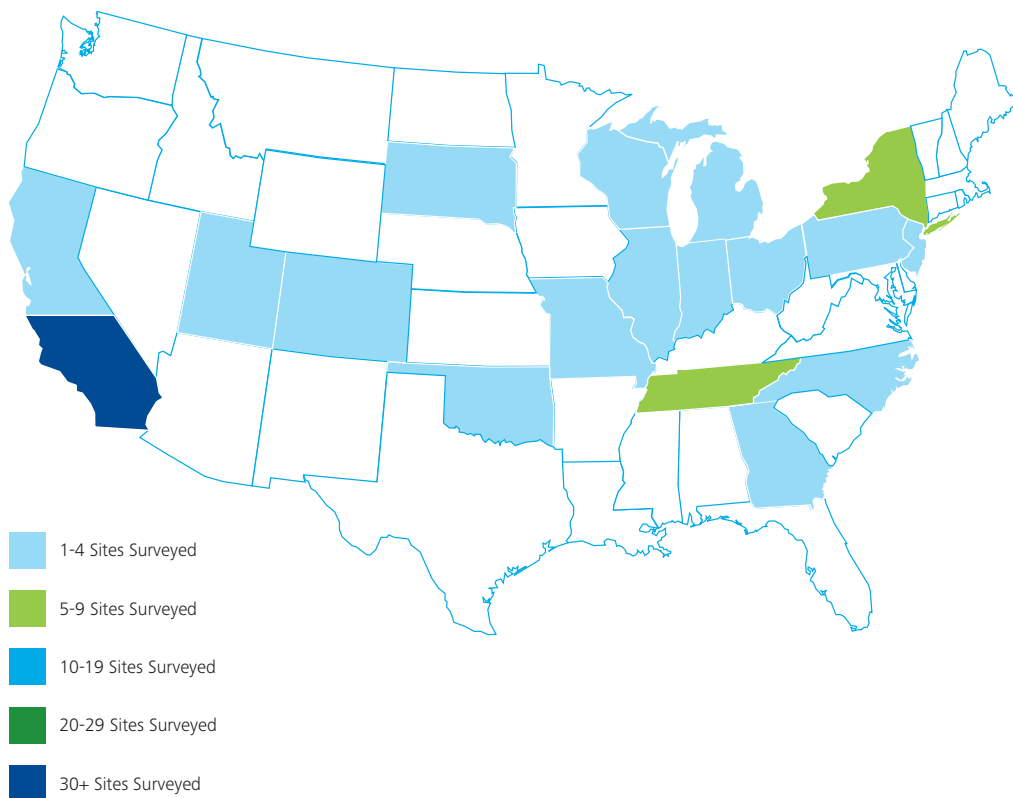 1-4 Sites Surveyed
5-9 Sites Surveyed
10-19 Sites Surveyed
20-29 Sites Surveyed
30+ Sites Surveyed